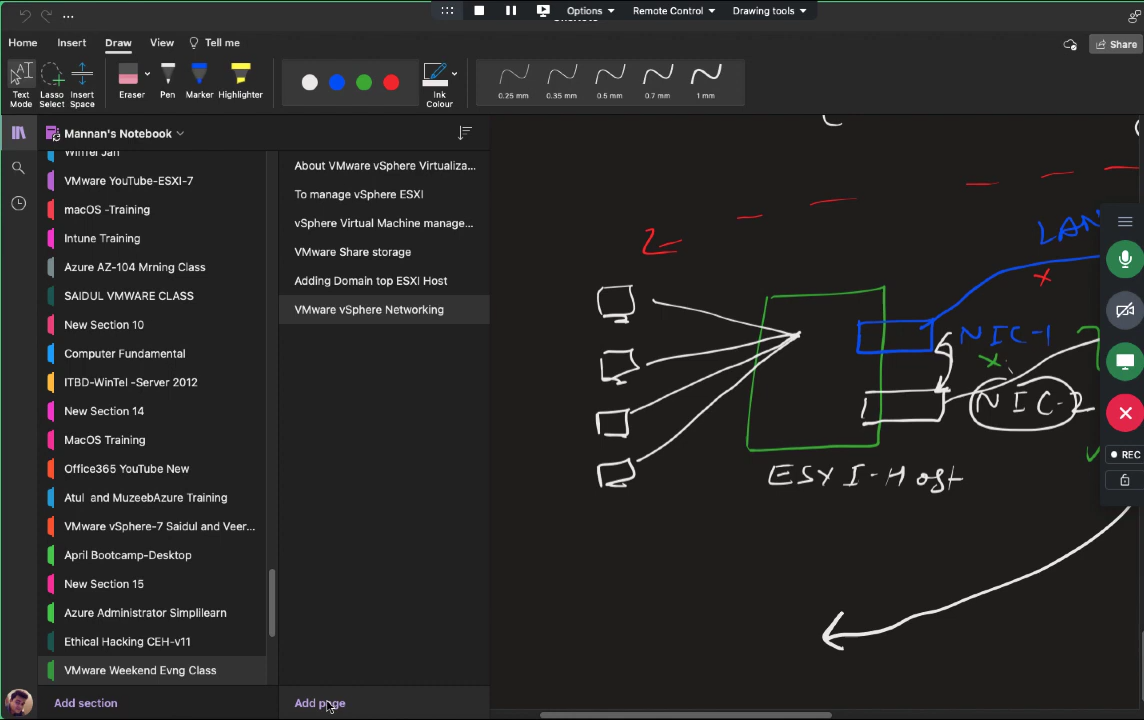 Options
Remote Control
Drawing tools
Home
Insert
Draw
View
Tell me
Share
Text Mode
Lasso Select
Insert Space
Eraser
Pen
Marker
Highlighter
Ink Colour
0.25 mm
0.35 mm
0.5 mm
0.7 mm
1 mm
Mannan's Notebook
WinTel Jan
VMware YouTube-ESXI-7
macOS -Training
Intune Training
Azure AZ-104 Mrning Class
SAIDUL VMWARE CLASS
New Section 10
Computer Fundamental
ITBD-WinTel -Server 2012
New Section 14
MacOS Training
Office365 YouTube New
Atul and MuzeebAzure Training
VMware vSphere-7 Saidul and Veer...
April Bootcamp-Desktop
New Section 15
Azure Administrator Simplilearn
Ethical Hacking CEH-v11
VMware Weekend Evng Class
Add section
About VMware vSphere Virtualiza...
To manage vSphere ESXI
vSphere Virtual Machine manage...
VMware Share storage
Adding Domain top ESXI Host
VMware vSphere Networking
Add page
2
LAN
NIC-1
NIC-2
ESXI-Host
REC